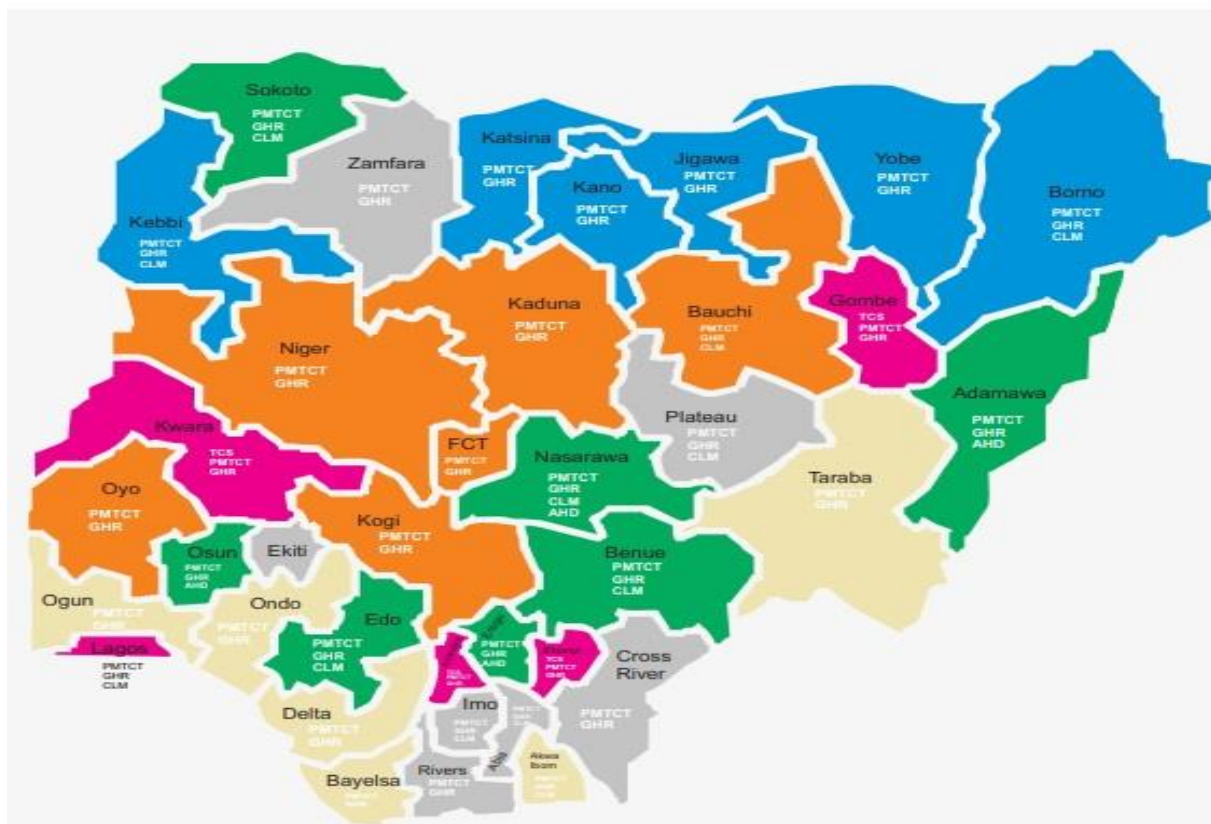 Sokoto
PMTCT
GHR
CLM
Zamfara
PMTCT
GHR
Katsina
PMTCT
GHR
Kano
PMTCT
GHR
Jigawa
PMTCT
GHR
Yobe
PMTCT
GHR
Borno
PMTCT
GHR
CLM
Kebbi
PMTCT
GHR
CLM
Niger
PMTCT
GHR
Kaduna
PMTCT
GHR
Bauchi
PMTCT
GHR
CLM
Gombe
TCS
PMTCT
GHR
Adamawa
PMTCT
GHR
AHD
Kwara
TCS
PMTCT
GHR
FCT
PMTCT
GHR
Plateau
PMTCT
GHR
CLM
Nasarawa
PMTCT
GHR
CLM
AHD
Taraba
PMTCT
GHR
Oyo
PMTCT
GHR
Kogi
PMTCT
GHR
Osun
PMTCT
GHR
AHD
Ekiti
Benue
PMTCT
GHR
CLM
Ogun
PMTCT
GHR
Ondo
PMTCT
GHR
Edo
PMTCT
GHR
CLM
Lagos
PMTCT
GHR
CLM
PMTCT
GHR
AHD
TCS
PMTCT
GHR
Cross
River
PMTCT
GHR
Delta
PMTCT
GHR
Imo
PMTCT
GHR
CLM
PMTCT
GHR
CLM
Abia
Bayelsa
PMTCT
Rivers
PMTCT
GHR
Akwa
Ibom
PMTCT
GHR
CLM